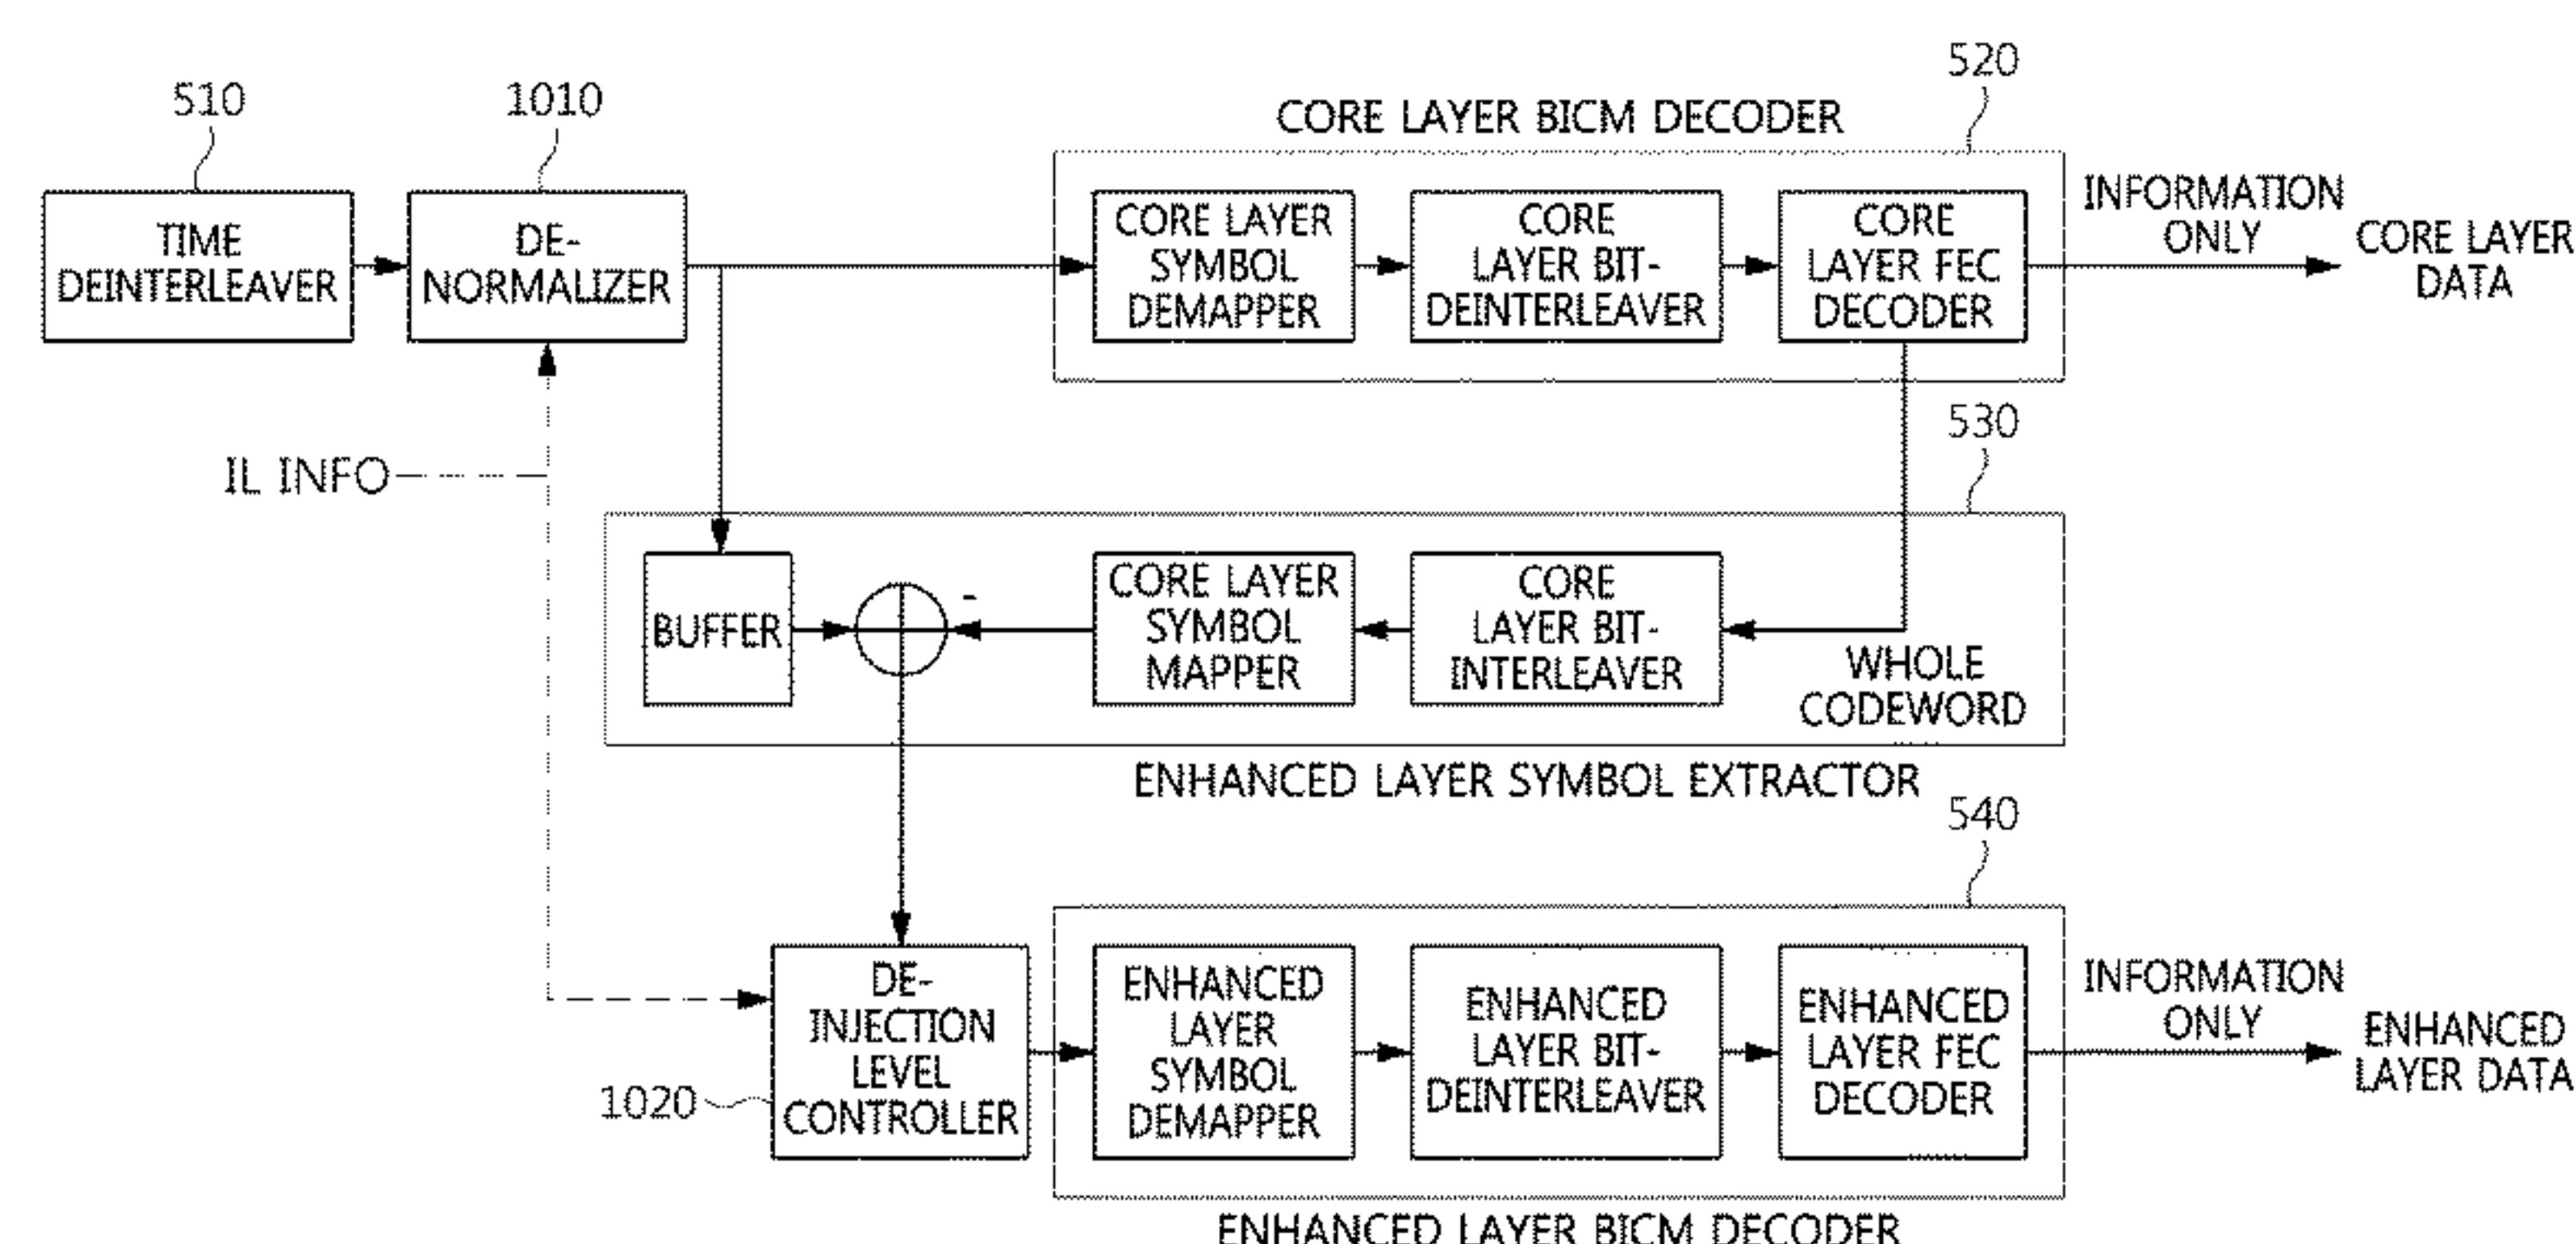 520
510
1010
CORE LAYER BICM DECODER
TIME
DEINTERLEAVER
DE-
NORMALIZER
CORE LAYER
SYMBOL
DEMAPPER
CORE
LAYER BIT-
DEINTERLEAVER
CORE
LAYER FEC
DECODER
INFORMATION
ONLY
CORE LAYER
DATA
530
IL INFO
BUFFER
-
CORE LAYER
SYMBOL
MAPPER
CORE
LAYER BIT-
INTERLEAVER
WHOLE
CODEWORD
ENHANCED LAYER SYMBOL EXTRACTOR
540
DE-
INJECTION
LEVEL
CONTROLLER
1020
ENHANCED
LAYER
SYMBOL
DEMAPPER
ENHANCED
LAYER BIT-
DEINTERLEAVER
ENHANCED
LAYER FEC
DECODER
INFORMATION
ONLY
ENHANCED
LAYER DATA
ENHANCED LAYER BICM DECODER